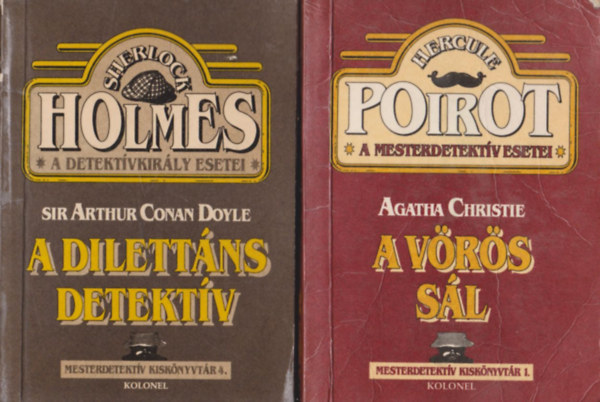 SHERLOCK
HOLMES
* A DETEKTÍVKIRÁLY ESETEI *
SIR ARTHUR CONAN DOYLE
A DILETTÁNS
DETEKTÍV
MESTERDETEKTÍV KISKÖNYVTÁR 4.
KOLONEL
HERCULE
POIROT
* A MESTERDETEKTÍV ESETEI *
AGATHA CHRISTIE
A VÖRÖS
SÁL
MESTERDETEKTÍV KISKÖNYVTÁR 1.
KOLONEL